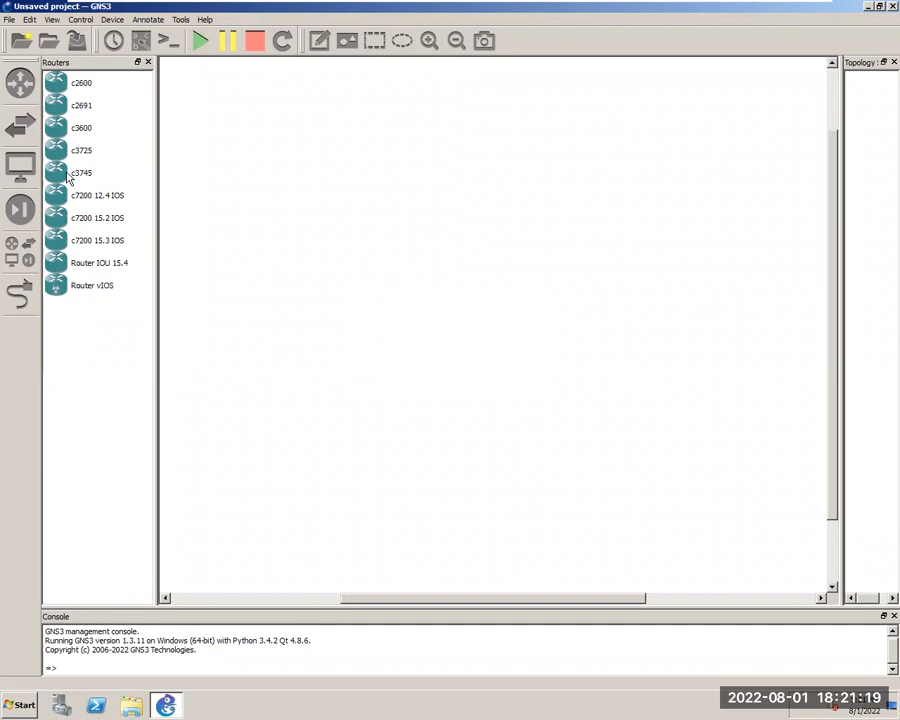 Unsaved project — GNS3
File Edit View Control Device Annotate Tools Help
Routers
Topology
c2600
c2691
c3600
c3725
c3745
c7200 12.4 IOS
c7200 15.2 IOS
c7200 15.3 IOS
Router IOU 15.4
Router vIOS
Console
GNS3 management console.
Running GNS3 version 1.3.11 on Windows (64-bit) with Python 3.4.2 Qt 4.8.6.
Copyright (c) 2006-2022 GNS3 Technologies.
=>
Start
2022-08-01 18:21:19
8/1/2022